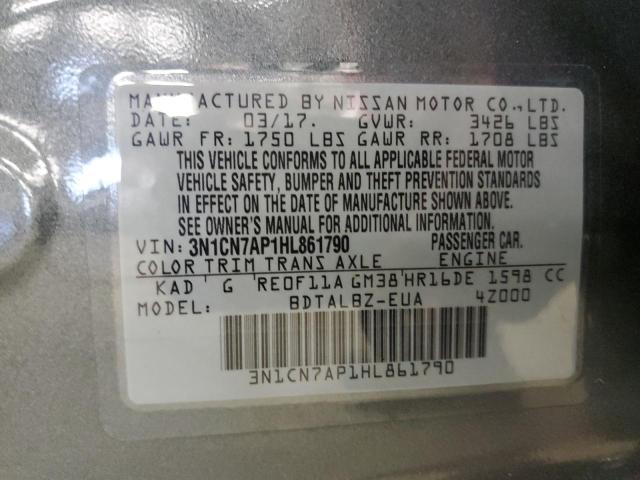 MANUFACTURED BY NISSAN MOTOR CO.,LTD.
DATE: 03/17. GVWR: 3426 LBS
GAWR FR: 1750 LBS GAWR RR: 1708 LBS
THIS VEHICLE CONFORMS TO ALL APPLICABLE FEDERAL MOTOR
VEHICLE SAFETY, BUMPER AND THEFT PREVENTION STANDARDS
IN EFFECT ON THE DATE OF MANUFACTURE SHOWN ABOVE.
SEE OWNER'S MANUAL FOR ADDITIONAL INFORMATION.
VIN: 3N1CN7AP1HL861790 PASSENGER CAR.
COLOR TRIM TRANS AXLE ENGINE
KAD G RE0F11A GM38 HR16DE 1598 CC
MODEL: BDTALBZ-EUA 4Z000
3N1CN7AP1HL861790